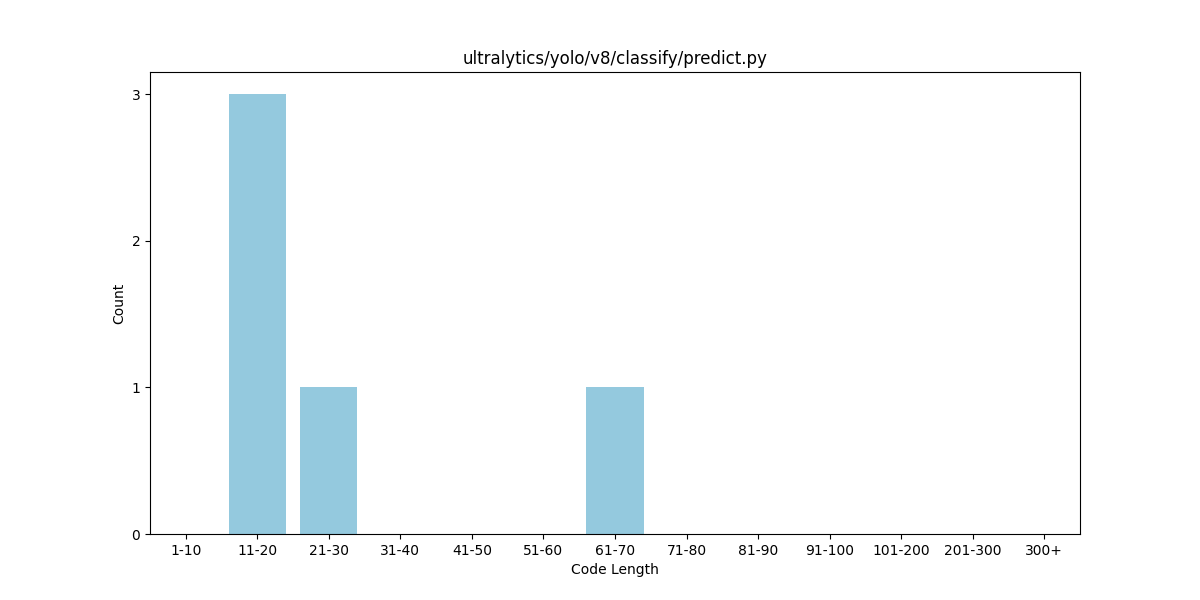 ultralytics/yolo/v8/classify/predict.py
3
2
1
0
Count
1-10 11-20 21-30 31-40 41-50 51-60 61-70 71-80 81-90 91-100 101-200 201-300 300+
Code Length